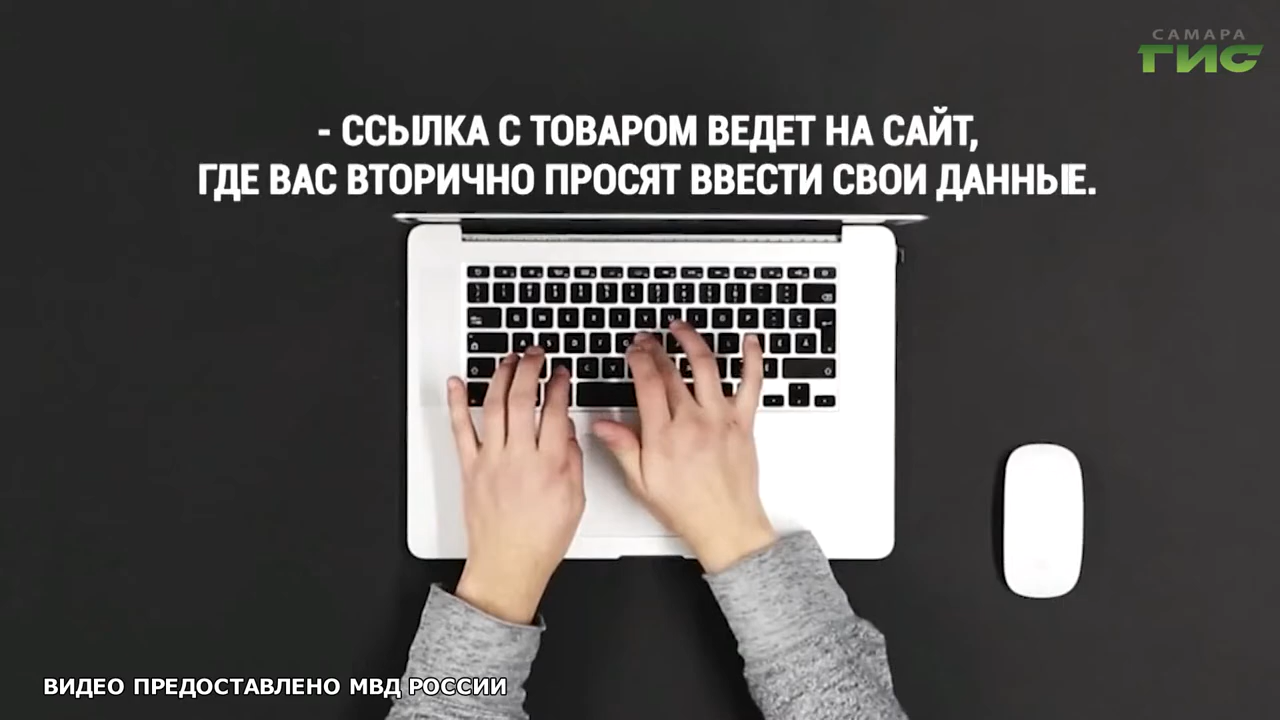 САМАРА
ГИС
- ССЫЛКА С ТОВАРОМ ВЕДЕТ НА САЙТ,
ГДЕ ВАС ВТОРИЧНО ПРОСЯТ ВВЕСТИ СВОИ ДАННЫЕ.
ВИДЕО ПРЕДОСТАВЛЕНО МВД РОССИИ